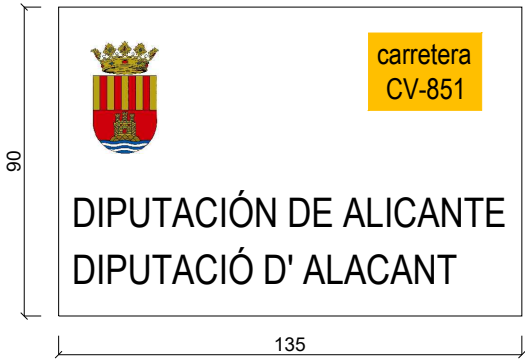 carretera
CV-851
90
DIPUTACIÓN DE ALICANTE
DIPUTACIÓ D' ALACANT
135